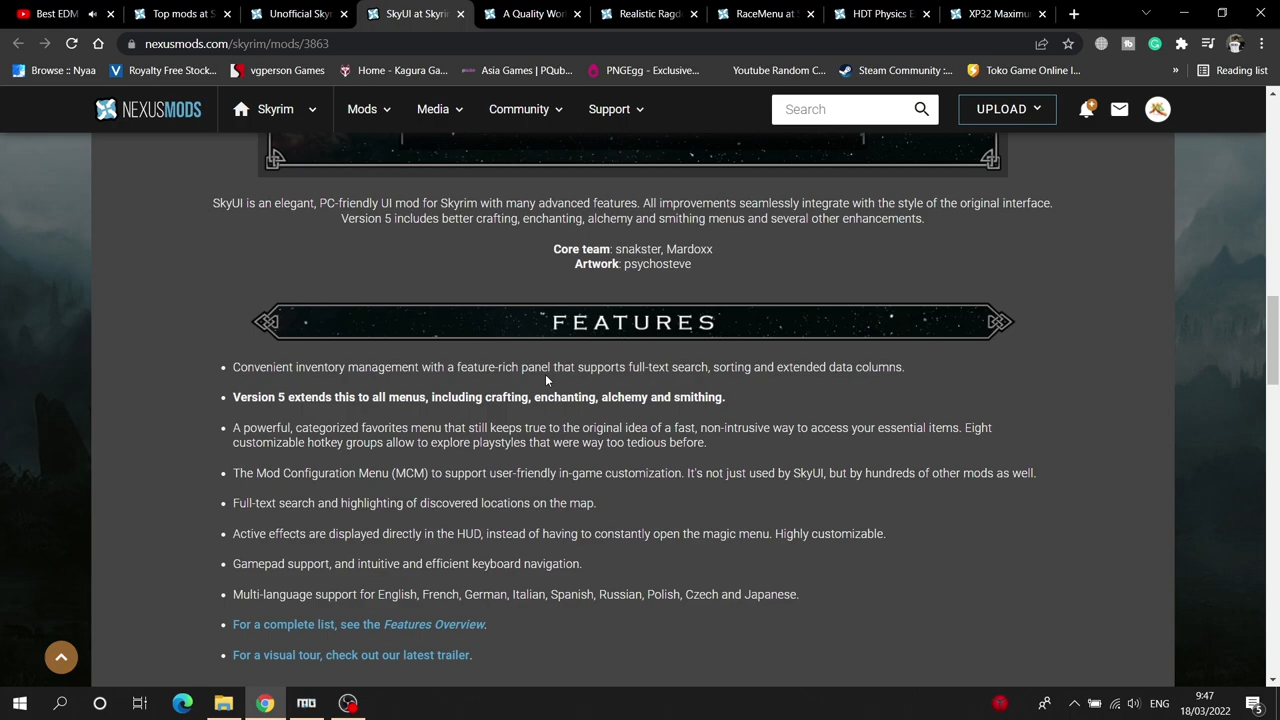 Best EDM
Top mods at S
Unofficial Sky
SkyUI at Skyrim
A Quality Wor
Realistic Ragd
RaceMenu at S
HDT Physics E
XP32 Maximu
nexusmods.com/skyrim/mods/3863
Browse :: Nyaa
Royalty Free Stock...
vgperson Games
Home - Kagura Ga...
Asia Games | PQub...
PNGEgg - Exclusive...
Youtube Random C...
Steam Community :...
Toko Game Online I...
»
Reading list
NEXUSMODS
Skyrim
Mods
Media
Community
Support
Search
UPLOAD
SkyUI is an elegant, PC-friendly UI mod for Skyrim with many advanced features. All improvements seamlessly integrate with the style of the original interface.
Version 5 includes better crafting, enchanting, alchemy and smithing menus and several other enhancements.
Core team: snakster, Mardoxx
Artwork: psychosteve
FEATURES
• Convenient inventory management with a feature-rich panel that supports full-text search, sorting and extended data columns.
• Version 5 extends this to all menus, including crafting, enchanting, alchemy and smithing.
• A powerful, categorized favorites menu that still keeps true to the original idea of a fast, non-intrusive way to access your essential items. Eight
customizable hotkey groups allow to explore playstyles that were way too tedious before.
• The Mod Configuration Menu (MCM) to support user-friendly in-game customization. It's not just used by SkyUI, but by hundreds of other mods as well.
• Full-text search and highlighting of discovered locations on the map.
• Active effects are displayed directly in the HUD, instead of having to constantly open the magic menu. Highly customizable.
• Gamepad support, and intuitive and efficient keyboard navigation.
• Multi-language support for English, French, German, Italian, Spanish, Russian, Polish, Czech and Japanese.
• For a complete list, see the Features Overview.
• For a visual tour, check out our latest trailer.
ENG
9:47
18/03/2022
5